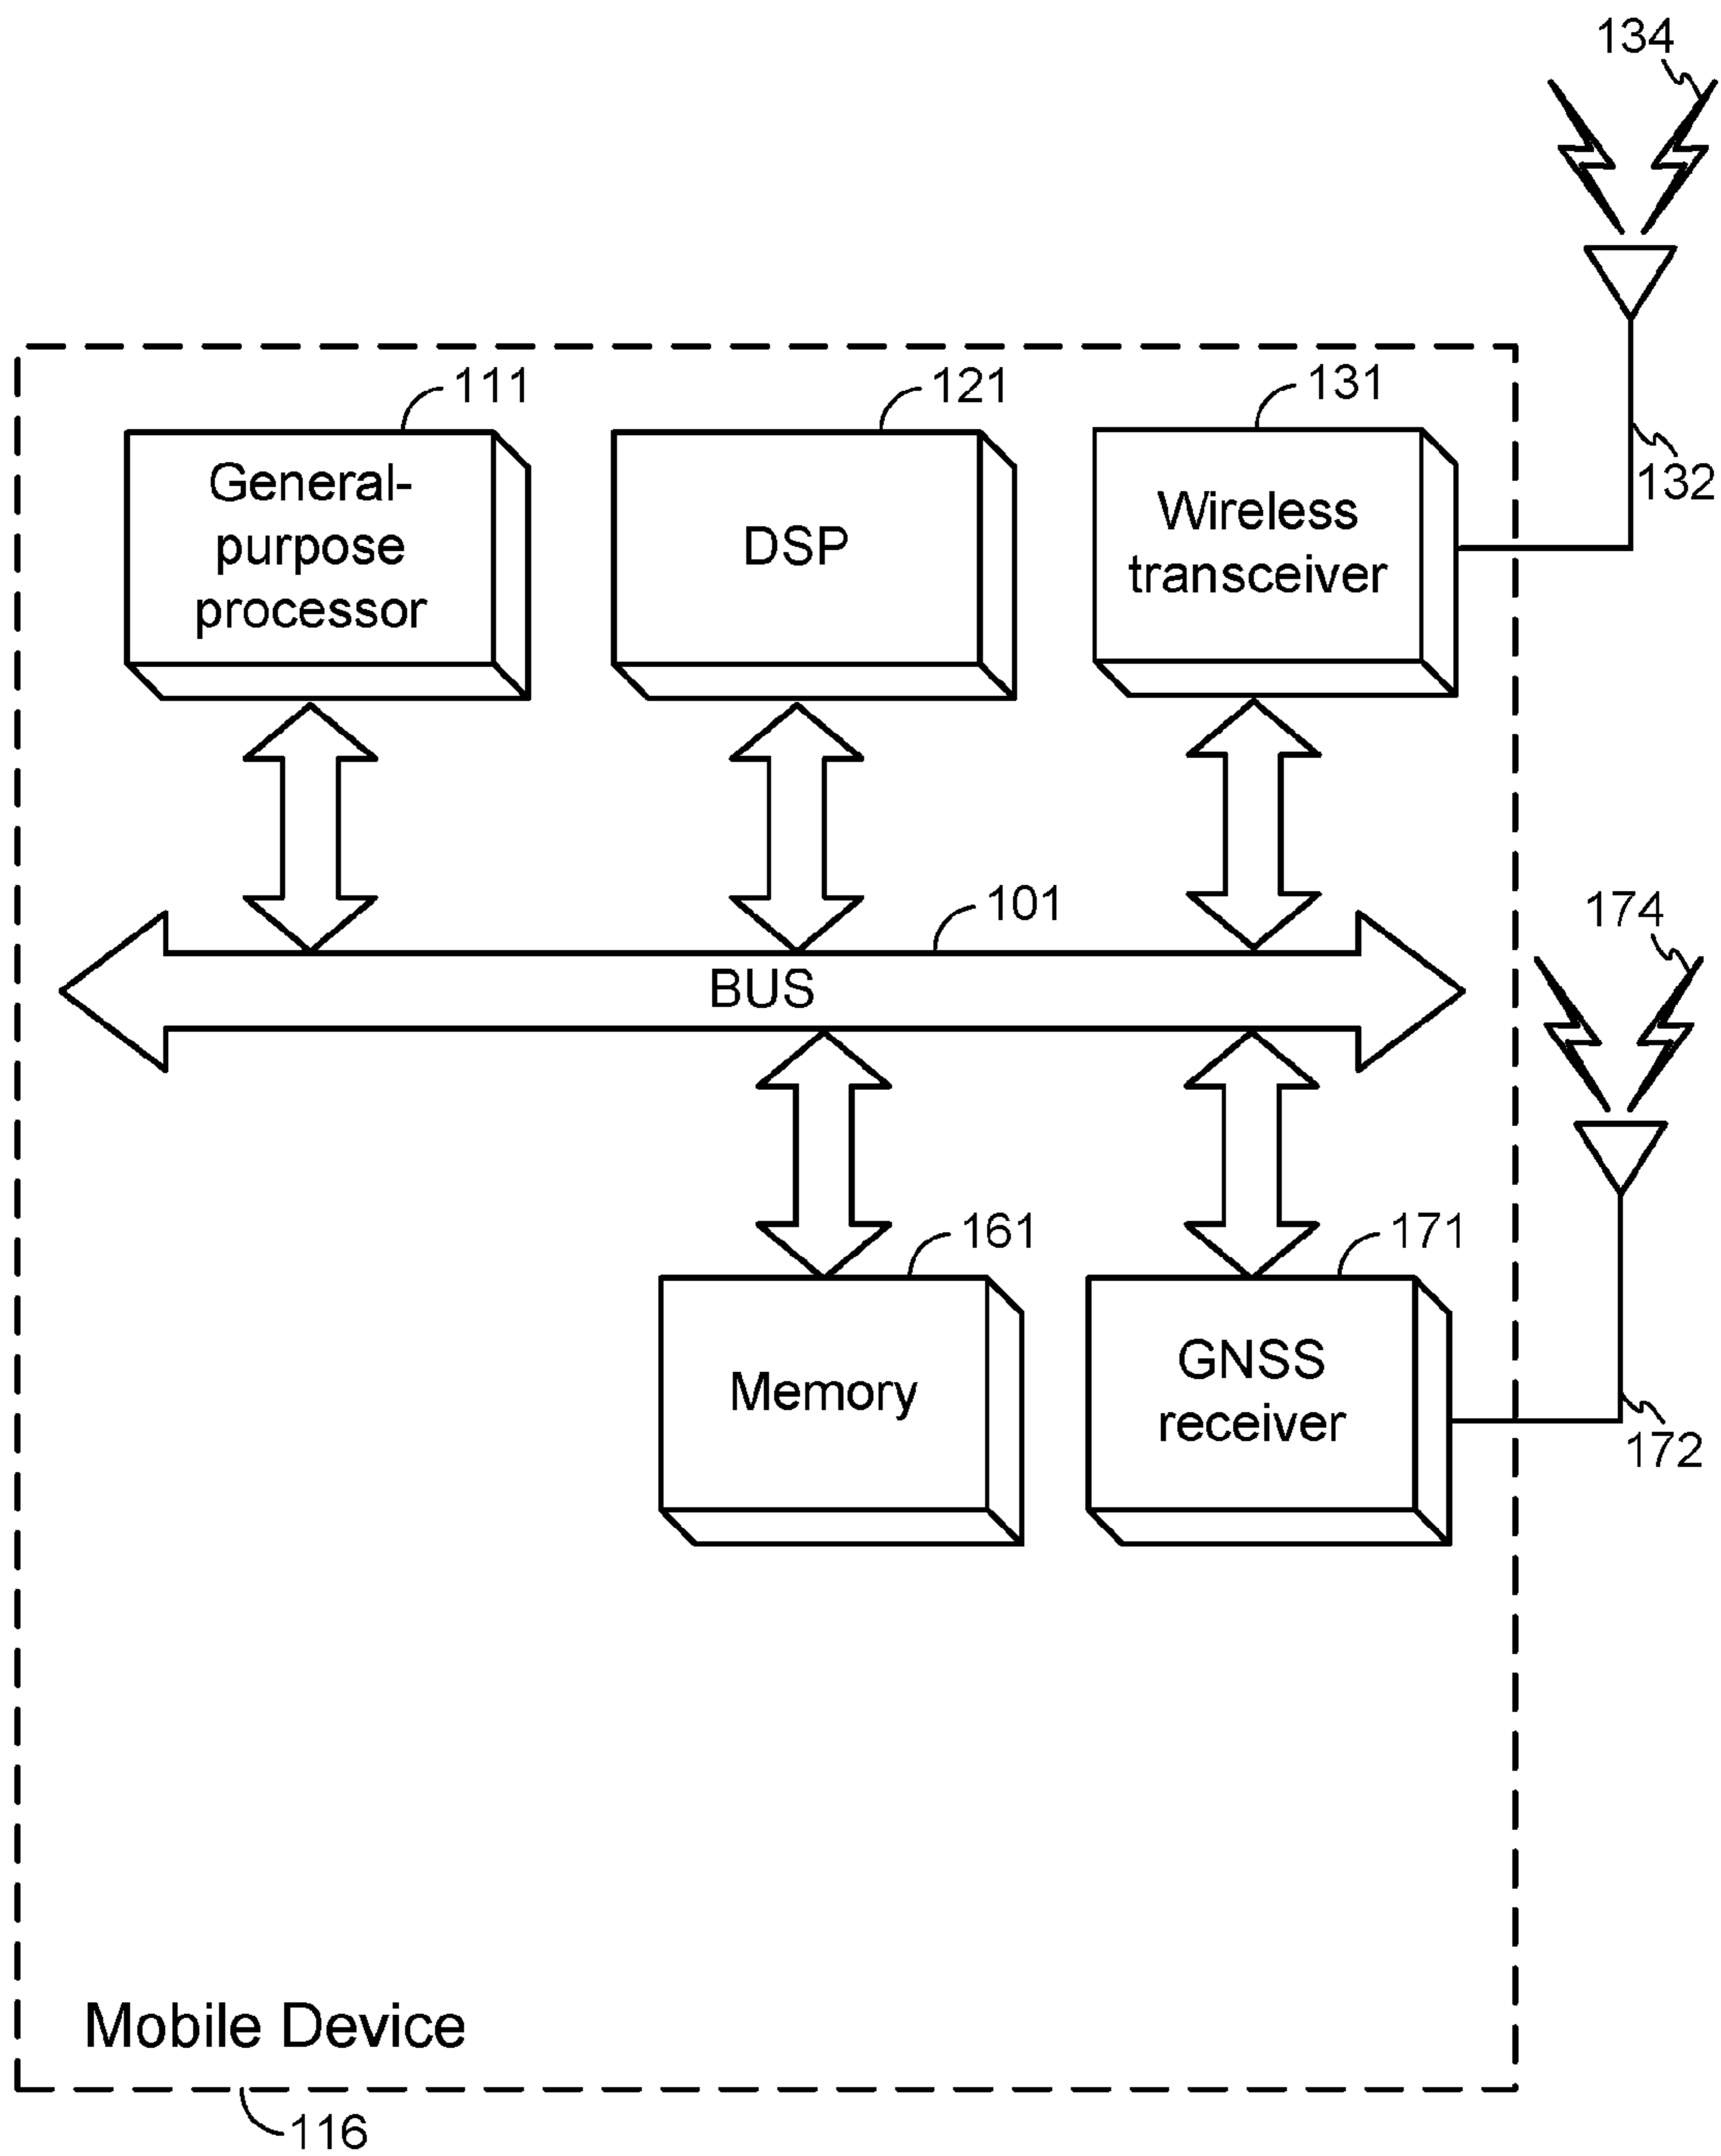 134
111
121
131
General-
purpose
processor
DSP
Wireless
transceiver
132
101
BUS
174
161
171
Memory
GNSS
receiver
172
Mobile Device
116